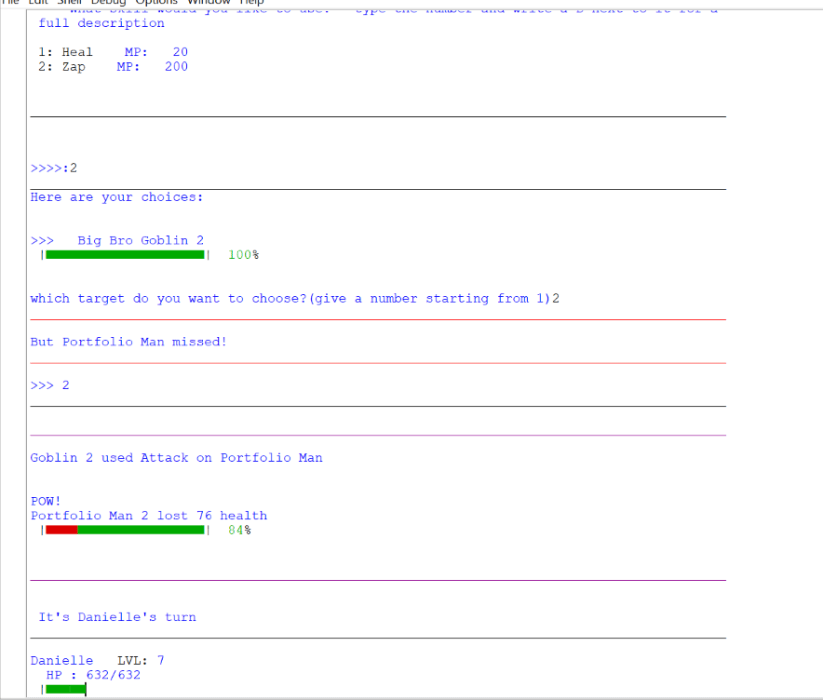 File Edit Shell Debug Options Window Help
full description
1: Heal MP: 20
2: Zap MP: 200
>>>>:2
Here are your choices:
>>> Big Bro Goblin 2
| | 100%
which target do you want to choose?(give a number starting from 1)2
But Portfolio Man missed!
>>> 2
Goblin 2 used Attack on Portfolio Man
POW!
Portfolio Man 2 lost 76 health
| | 84%
It's Danielle's turn
Danielle LVL: 7
HP : 632/632
|